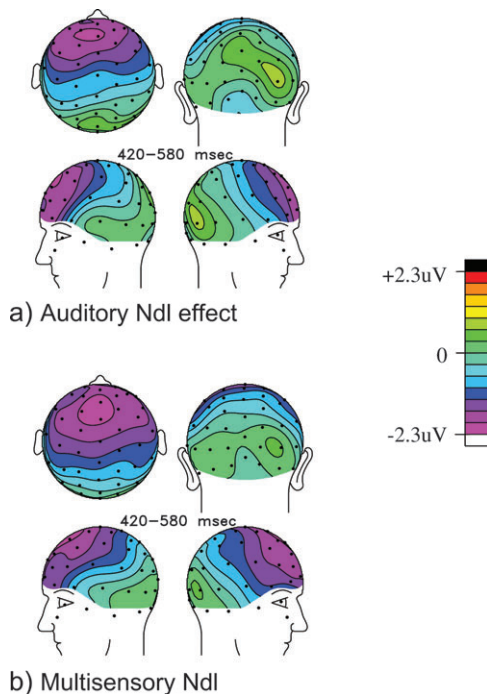 420–580 msec
a) Auditory Ndl effect
+2.3uV
0
-2.3uV
420–580 msec
b) Multisensory Ndl